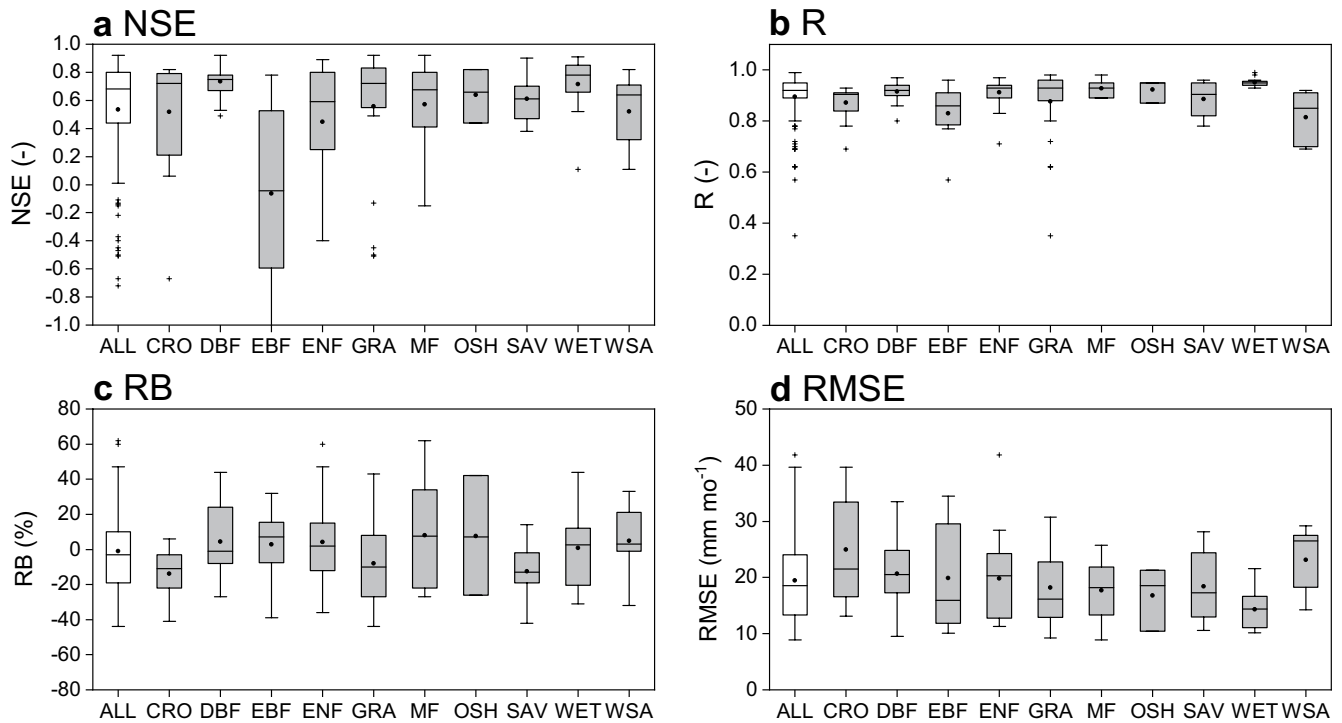 a NSE
NSE (-)
1.0
0.8
0.6
0.4
0.2
0.0
-0.2
-0.4
-0.6
-0.8
-1.0
ALL CRO DBF EBF ENF GRA MF OSH SAV WET WSA
b R
R (-)
1.0
0.8
0.6
0.4
0.2
0.0
ALL CRO DBF EBF ENF GRA MF OSH SAV WET WSA
c RB
RB (%)
80
60
40
20
0
-20
-40
-60
-80
ALL CRO DBF EBF ENF GRA MF OSH SAV WET WSA
d RMSE
RMSE (mm mo⁻¹)
50
40
30
20
10
0
ALL CRO DBF EBF ENF GRA MF OSH SAV WET WSA